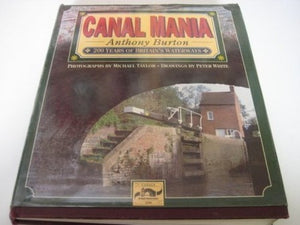 CANAL MANIA
Anthony Burton
200 YEARS OF BRITAIN'S WATERWAYS
PHOTOGRAPHS BY MICHAEL TAYLOR • DRAWINGS BY PETER WHITE